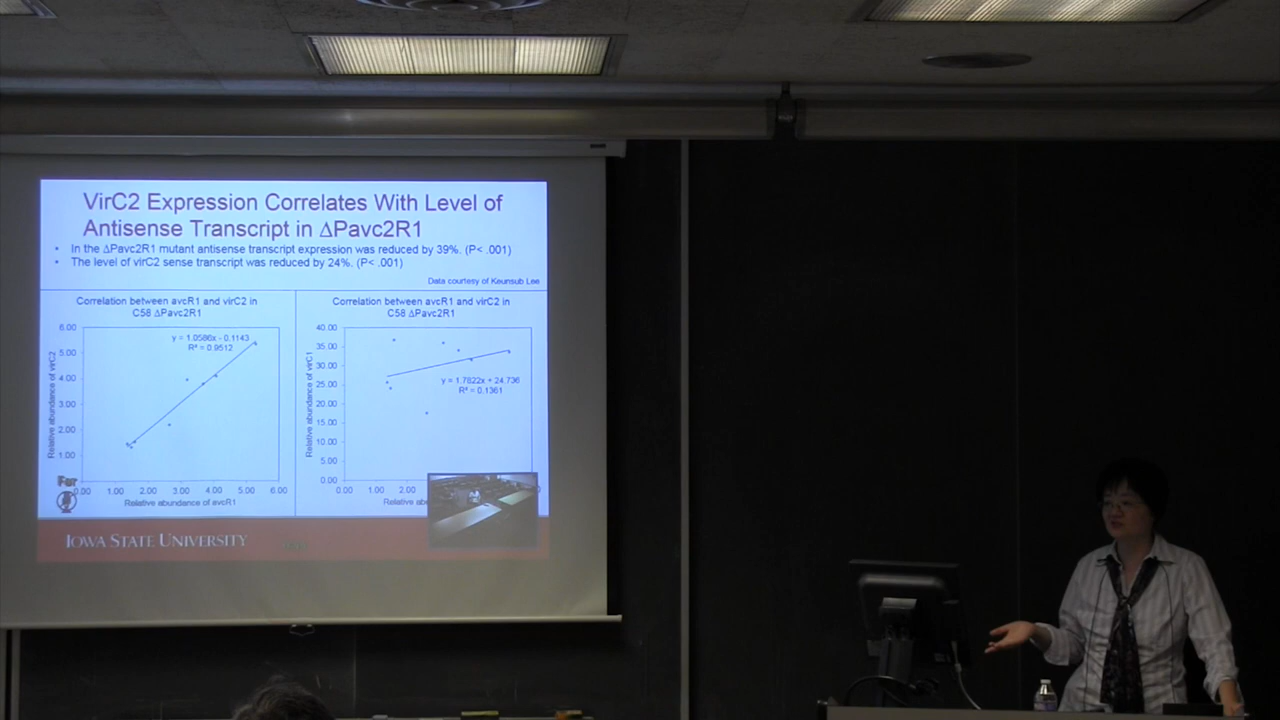 VirC2 Expression Correlates With Level of
Antisense Transcript in ΔPavc2R1
• In the ΔPavc2R1 mutant antisense transcript expression was reduced by 39%. (P< .001)
• The level of virC2 sense transcript was reduced by 24%. (P< .001)
Data courtesy of Keunsub Lee
Correlation between avcR1 and virC2 in
C58 ΔPavc2R1
6.00
5.00
4.00
3.00
2.00
1.00
y = 1.0586x - 0.1143
R² = 0.9512
Relative abundance of virC2
0.00 1.00 2.00 3.00 4.00 5.00 6.00
Relative abundance of avcR1
Correlation between avcR1 and virC2 in
C58 ΔPavc2R1
40.00
35.00
30.00
25.00
20.00
15.00
10.00
5.00
0.00
y = 1.7822x + 24.736
R² = 0.1361
Relative abundance of virC1
0.00 1.00 2.00
Relative
For
IOWA STATE UNIVERSITY